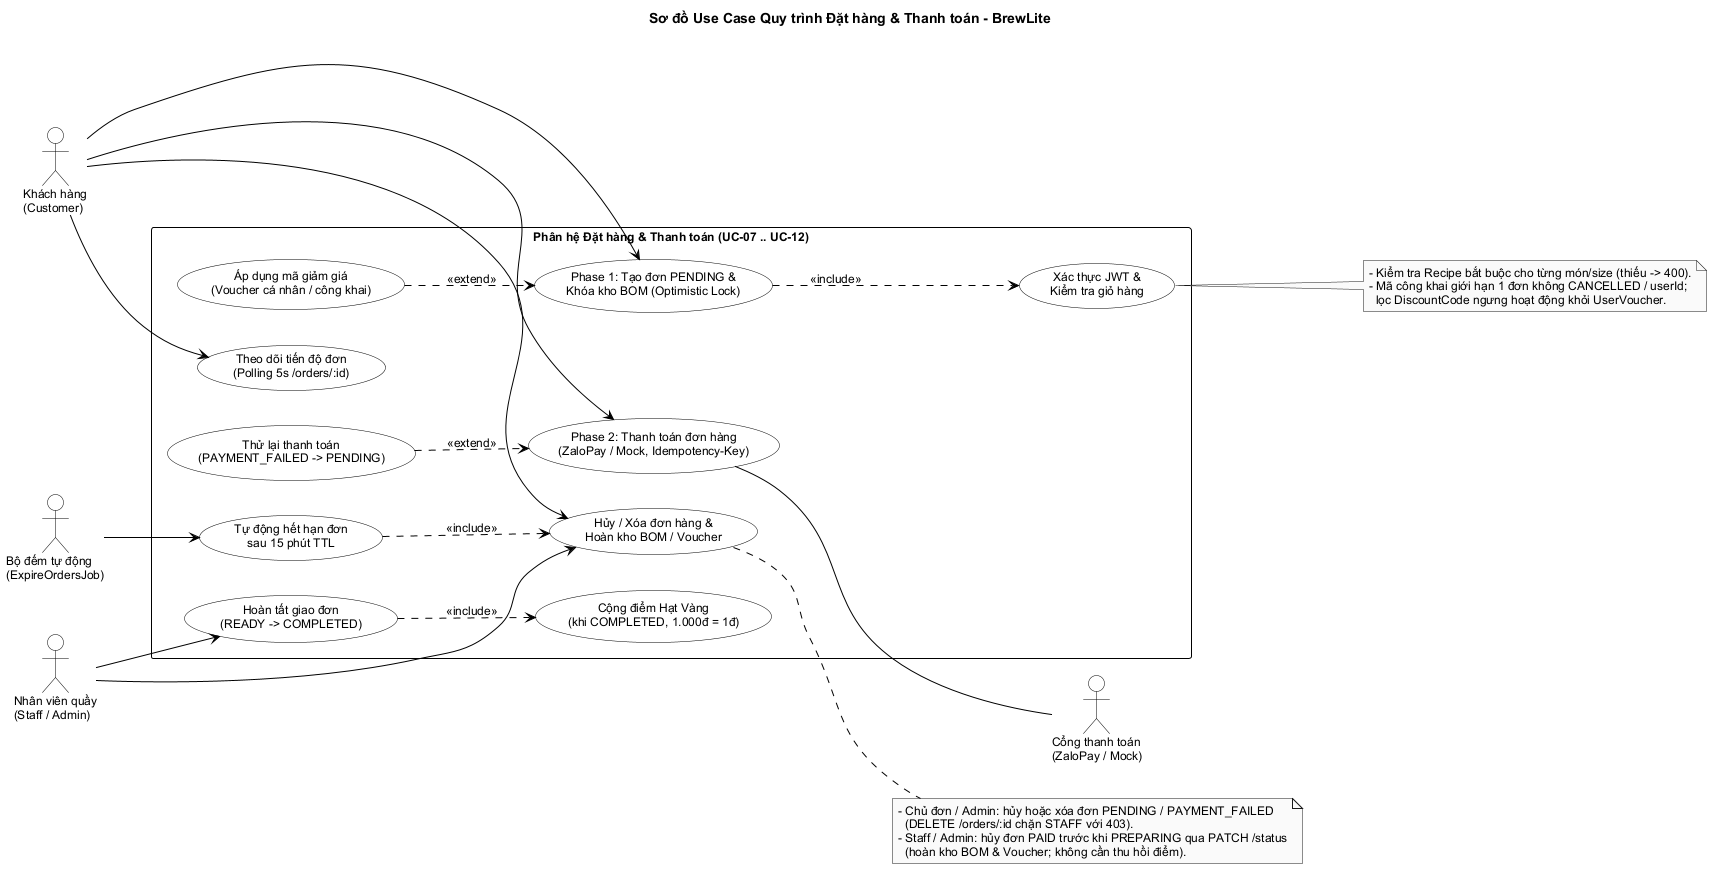 Sơ đồ Use Case Quy trình Đặt hàng & Thanh toán - BrewLite
Khách hàng
(Customer)
Phân hệ Đặt hàng & Thanh toán (UC-07 .. UC-12)
Áp dụng mã giảm giá
(Voucher cá nhân / công khai)
«extend»
Phase 1: Tạo đơn PENDING &
Khóa kho BOM (Optimistic Lock)
«include»
Xác thực JWT &
Kiểm tra giỏ hàng
- Kiểm tra Recipe bắt buộc cho từng món/size (thiếu -> 400).
- Mã công khai giới hạn 1 đơn không CANCELLED / userId;
lọc DiscountCode ngưng hoạt động khỏi UserVoucher.
Theo dõi tiến độ đơn
(Polling 5s /orders/:id)
Thử lại thanh toán
(PAYMENT_FAILED -> PENDING)
«extend»
Phase 2: Thanh toán đơn hàng
(ZaloPay / Mock, Idempotency-Key)
Bộ đếm tự động
(ExpireOrdersJob)
Tự động hết hạn đơn
sau 15 phút TTL
«include»
Hủy / Xóa đơn hàng &
Hoàn kho BOM / Voucher
Hoàn tất giao đơn
(READY -> COMPLETED)
«include»
Cộng điểm Hạt Vàng
(khi COMPLETED, 1.000đ = 1đ)
Nhân viên quầy
(Staff / Admin)
Cổng thanh toán
(ZaloPay / Mock)
- Chủ đơn / Admin: hủy hoặc xóa đơn PENDING / PAYMENT_FAILED
(DELETE /orders/:id chặn STAFF với 403).
- Staff / Admin: hủy đơn PAID trước khi PREPARING qua PATCH /status
(hoàn kho BOM & Voucher; không cần thu hồi điểm).